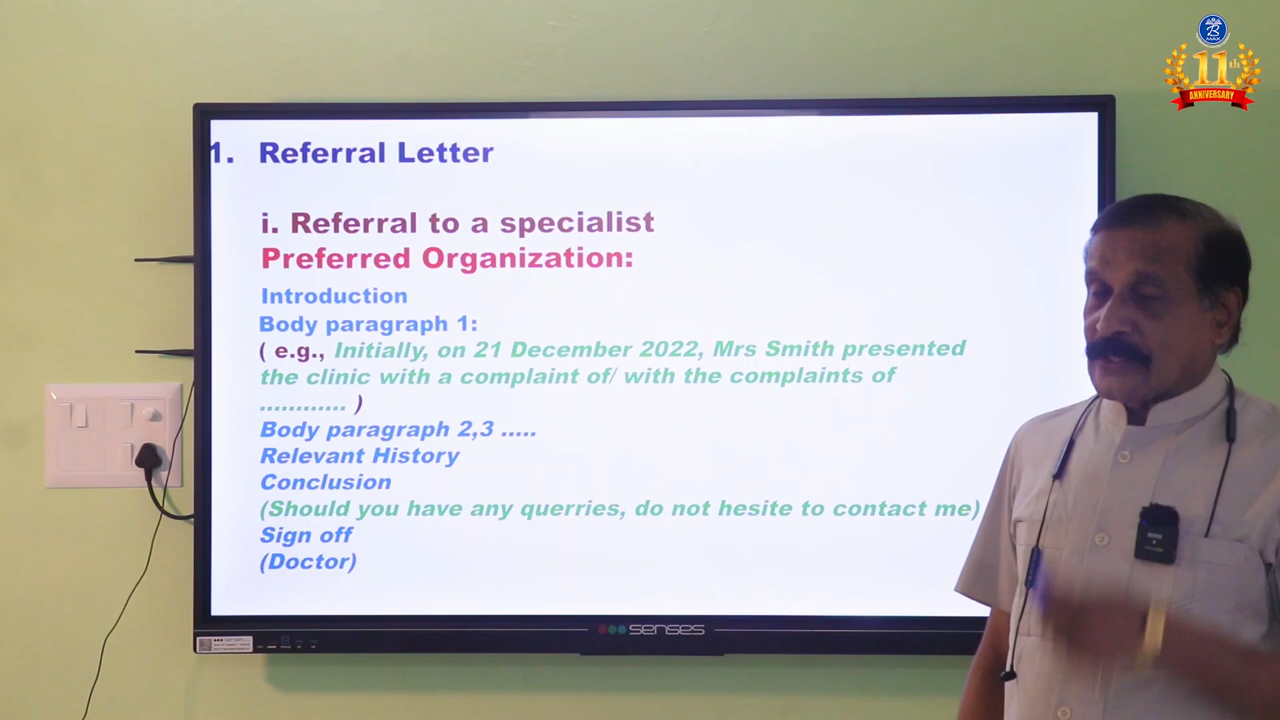 B
MAX
11th
ANNIVERSARY
1. Referral Letter
i. Referral to a specialist
Preferred Organization:
Introduction
Body paragraph 1:
( e.g., Initially, on 21 December 2022, Mrs Smith presented
the clinic with a complaint of/ with the complaints of
............ )
Body paragraph 2,3 .....
Relevant History
Conclusion
(Should you have any querries, do not hesite to contact me)
Sign off
(Doctor)
senses